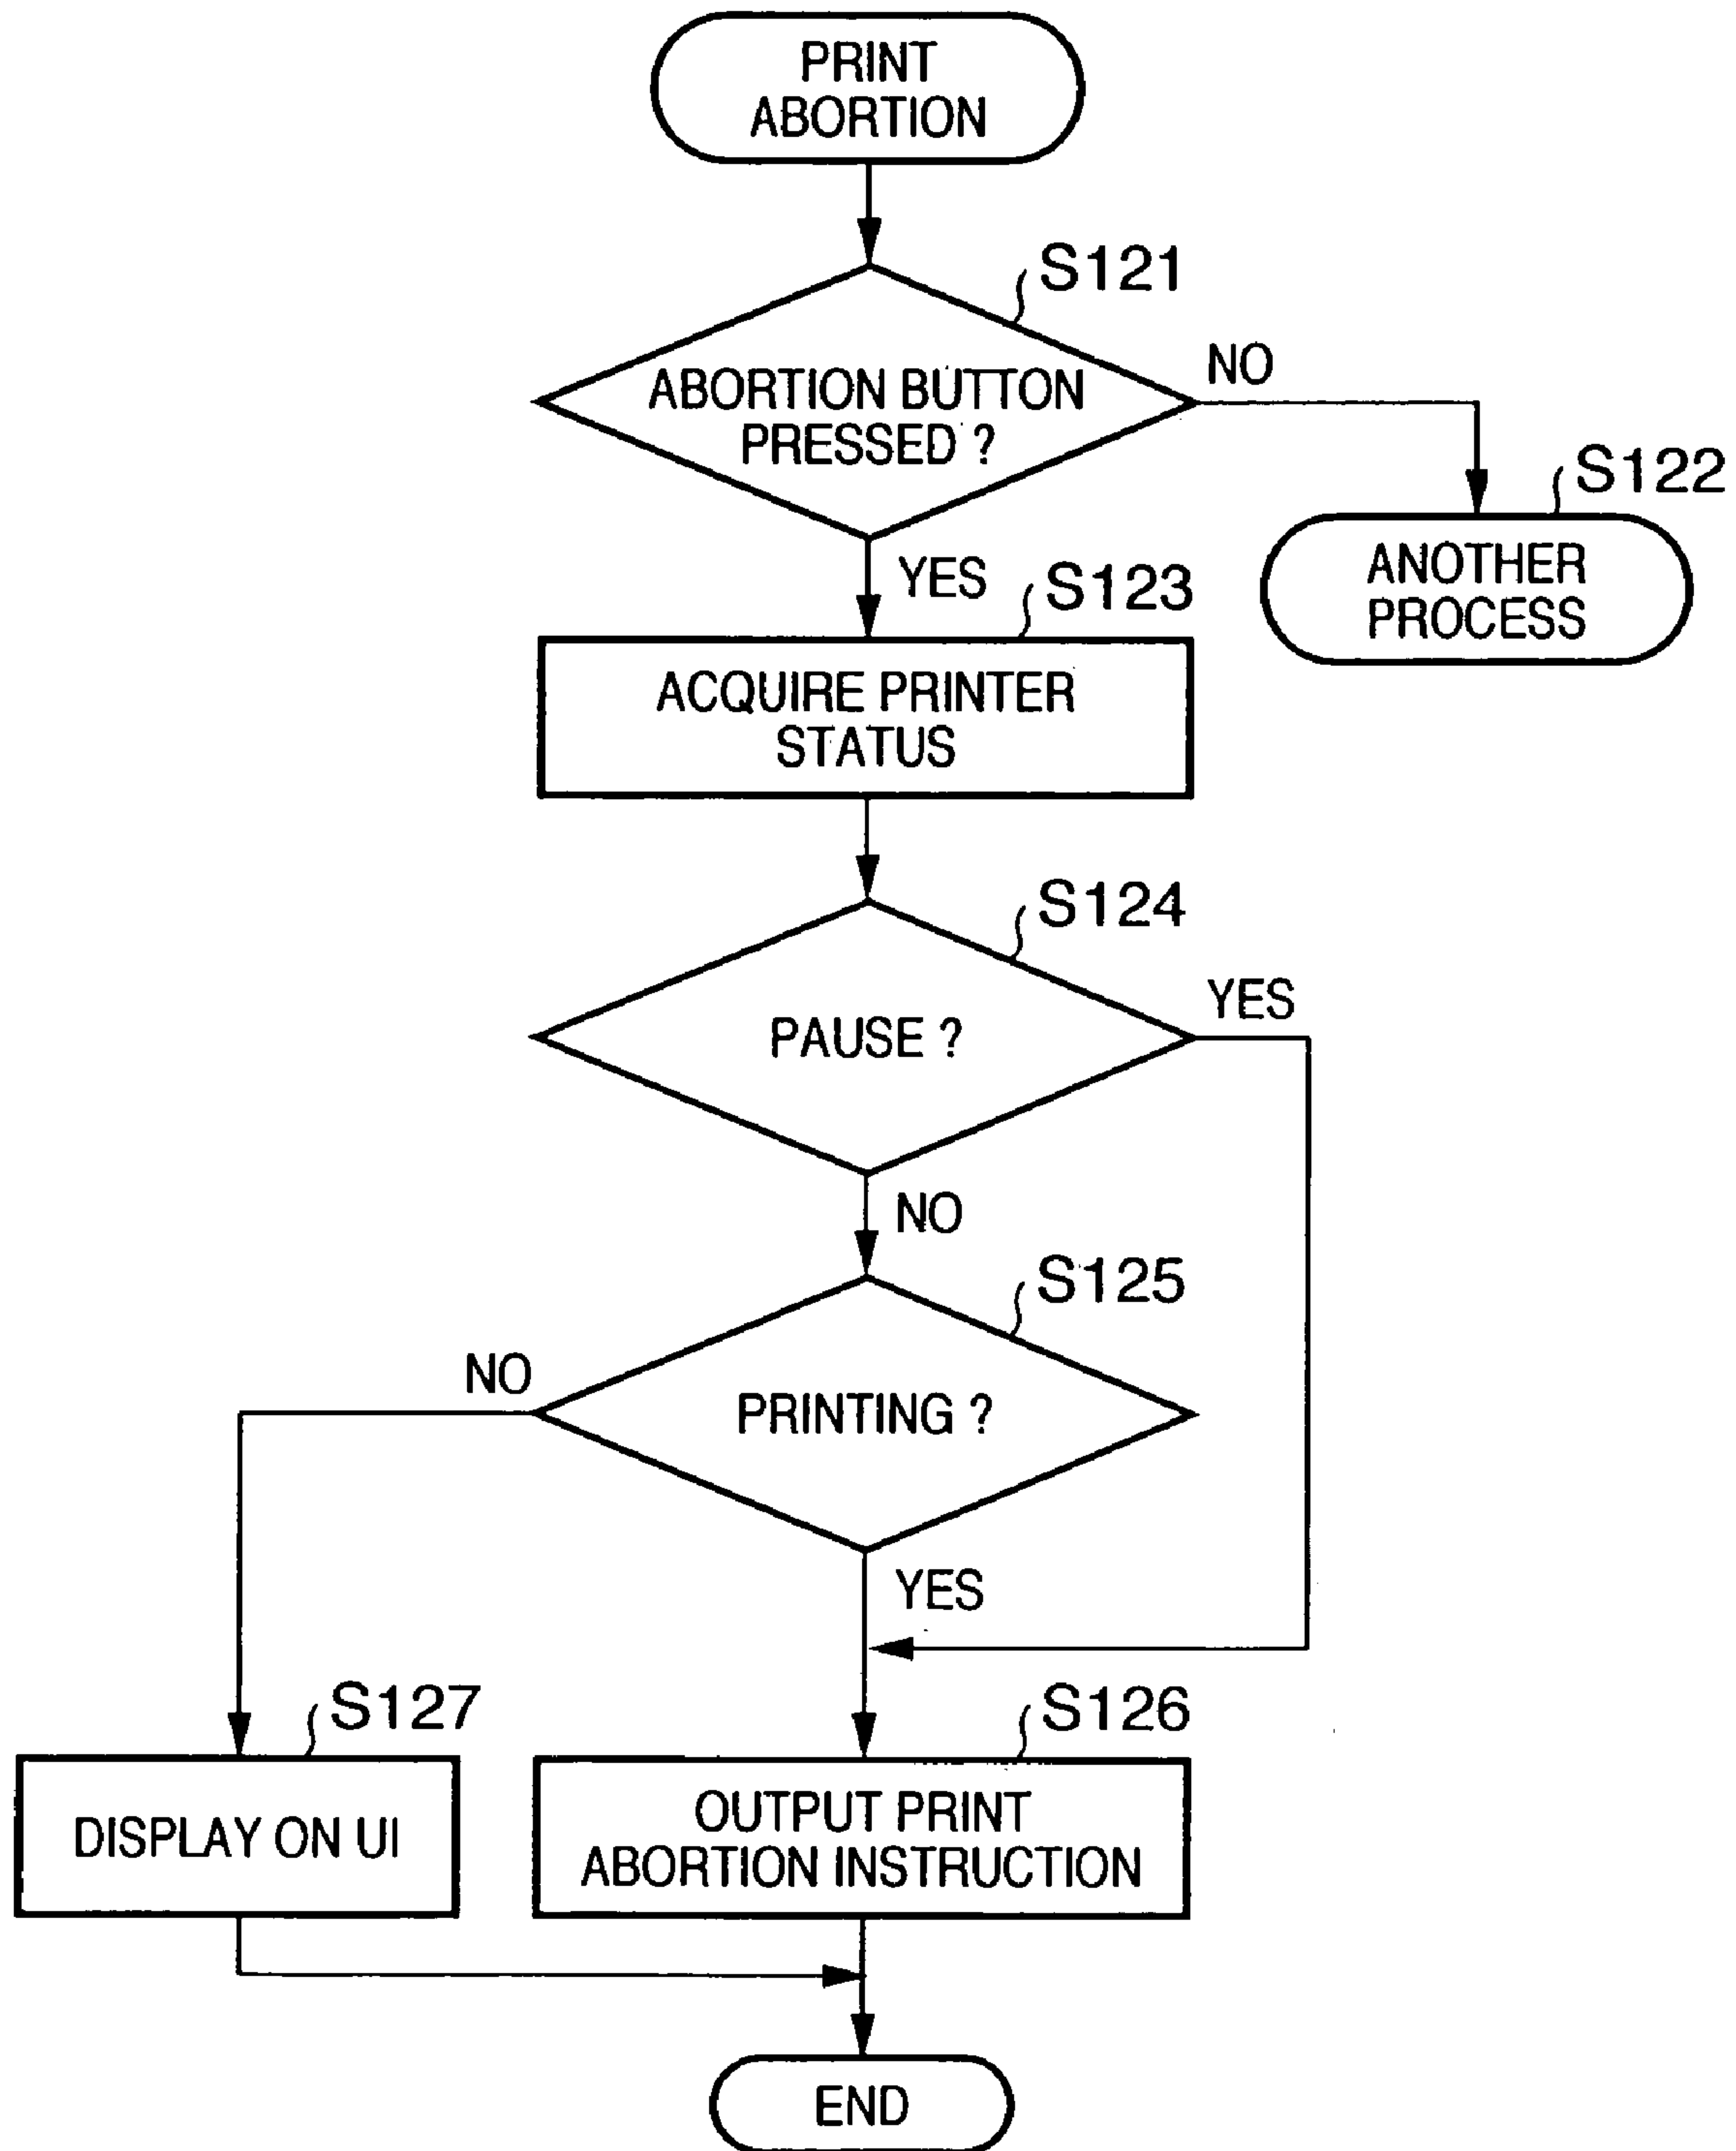 PRINT
ABORTION
S121
ABORTION BUTTON
PRESSED ?
NO
S122
ANOTHER
PROCESS
YES
S123
ACQUIRE PRINTER
STATUS
S124
PAUSE ?
YES
NO
S125
PRINTING ?
NO
YES
S127
DISPLAY ON UI
S126
OUTPUT PRINT
ABORTION INSTRUCTION
END